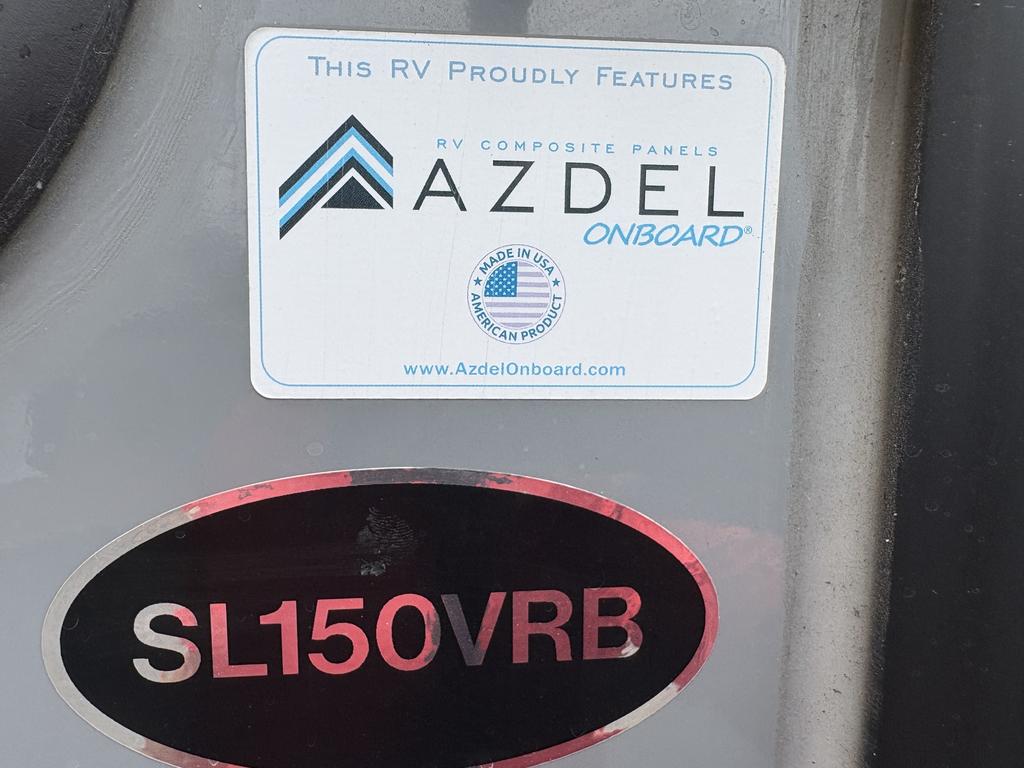 This RV Proudly Features
RV COMPOSITE PANELS
AZDEL
ONBOARD®
★ MADE IN USA ★
AMERICAN PRODUCT
www.AzdelOnboard.com
SL150VRB